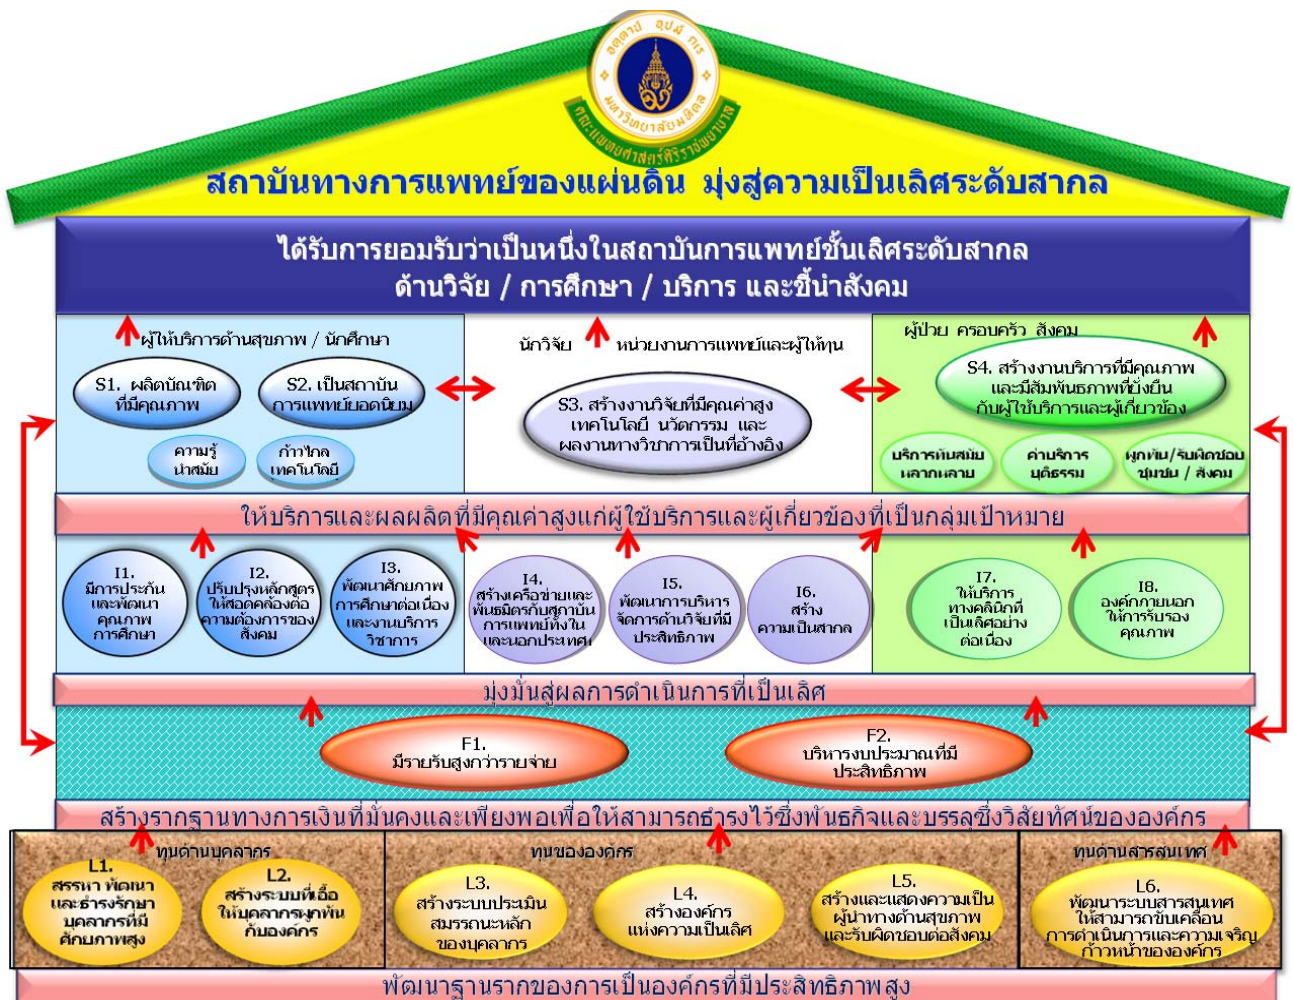 อตฺตานํ อุปมํ กเร
มหาวิทยาลัยมหิดล
คณะแพทยศาสตร์ศิริราชพยาบาล
สถาบันทางการแพทย์ของแผ่นดิน มุ่งสู่ความเป็นเลิศระดับสากล
ได้รับการยอมรับว่าเป็นหนึ่งในสถาบันการแพทย์ชั้นเลิศระดับสากล
ด้านวิจัย / การศึกษา / บริการ และชี้นำสังคม
ผู้ให้บริการด้านสุขภาพ / นักศึกษา
S1. ผลิตบัณฑิต
ที่มีคุณภาพ
S2. เป็นสถาบัน
การแพทย์ยอดนิยม
ความรู้
นำสมัย
ก้าวไกล
เทคโนโลยี
นักวิจัย
หน่วยงานการแพทย์และผู้ให้ทุน
S3. สร้างงานวิจัยที่มีคุณค่าสูง
เทคโนโลยี นวัตกรรม และ
ผลงานทางวิชาการเป็นที่อ้างอิง
ผู้ป่วย ครอบครัว สังคม
S4. สร้างงานบริการที่มีคุณภาพ
และมีสัมพันธภาพที่ยั่งยืน
กับผู้ใช้บริการและผู้เกี่ยวข้อง
บริการทันสมัย
หลากหลาย
ค่าบริการ
ยุติธรรม
ผูกพัน/รับผิดชอบ
ชุมชน / สังคม
ให้บริการและผลผลิตที่มีคุณค่าสูงแก่ผู้ใช้บริการและผู้เกี่ยวข้องที่เป็นกลุ่มเป้าหมาย
I1.
มีการประกัน
และพัฒนา
คุณภาพ
การศึกษา
I2.
ปรับปรุงหลักสูตร
ให้สอดคล้องต่อ
ความต้องการของ
สังคม
I3.
พัฒนาศักยภาพ
การศึกษาต่อเนื่อง
และงานบริการ
วิชาการ
I4.
สร้างเครือข่ายและ
พันธมิตรกับสถาบัน
การแพทย์ทั้งใน
และนอกประเทศ
I5.
พัฒนาการบริหาร
จัดการด้านวิจัยที่มี
ประสิทธิภาพ
I6.
สร้าง
ความเป็นสากล
I7.
ให้บริการ
ทางคลินิกที่
เป็นเลิศอย่าง
ต่อเนื่อง
I8.
องค์กภายนอก
ให้การรับรอง
คุณภาพ
มุ่งมั่นสู่ผลการดำเนินการที่เป็นเลิศ
F1.
มีรายรับสูงกว่ารายจ่าย
F2.
บริหารงบประมาณที่มี
ประสิทธิภาพ
สร้างรากฐานทางการเงินที่มั่นคงและเพียงพอเพื่อให้สามารถธำรงไว้ซึ่งพันธกิจและบรรลุซึ่งวิสัยทัศน์ขององค์กร
ทุนด้านบุคลากร
L1.
สรรหา พัฒนา
และธำรงรักษา
บุคลากรที่มี
ศักยภาพสูง
L2.
สร้างระบบที่เอื้อ
ให้บุคลากรผูกพัน
กับองค์กร
ทุนขององค์กร
L3.
สร้างระบบประเมิน
สมรรถนะหลัก
ของบุคลากร
L4.
สร้างองค์กร
แห่งความเป็นเลิศ
L5.
สร้างและแสดงความเป็น
ผู้นำทางด้านสุขภาพ
และรับผิดชอบต่อสังคม
ทุนด้านสารสนเทศ
L6.
พัฒนาระบบสารสนเทศ
ให้สามารถขับเคลื่อน
การดำเนินการและความเจริญ
ก้าวหน้าขององค์กร
พัฒนาฐานรากของการเป็นองค์กรที่มีประสิทธิภาพสูง